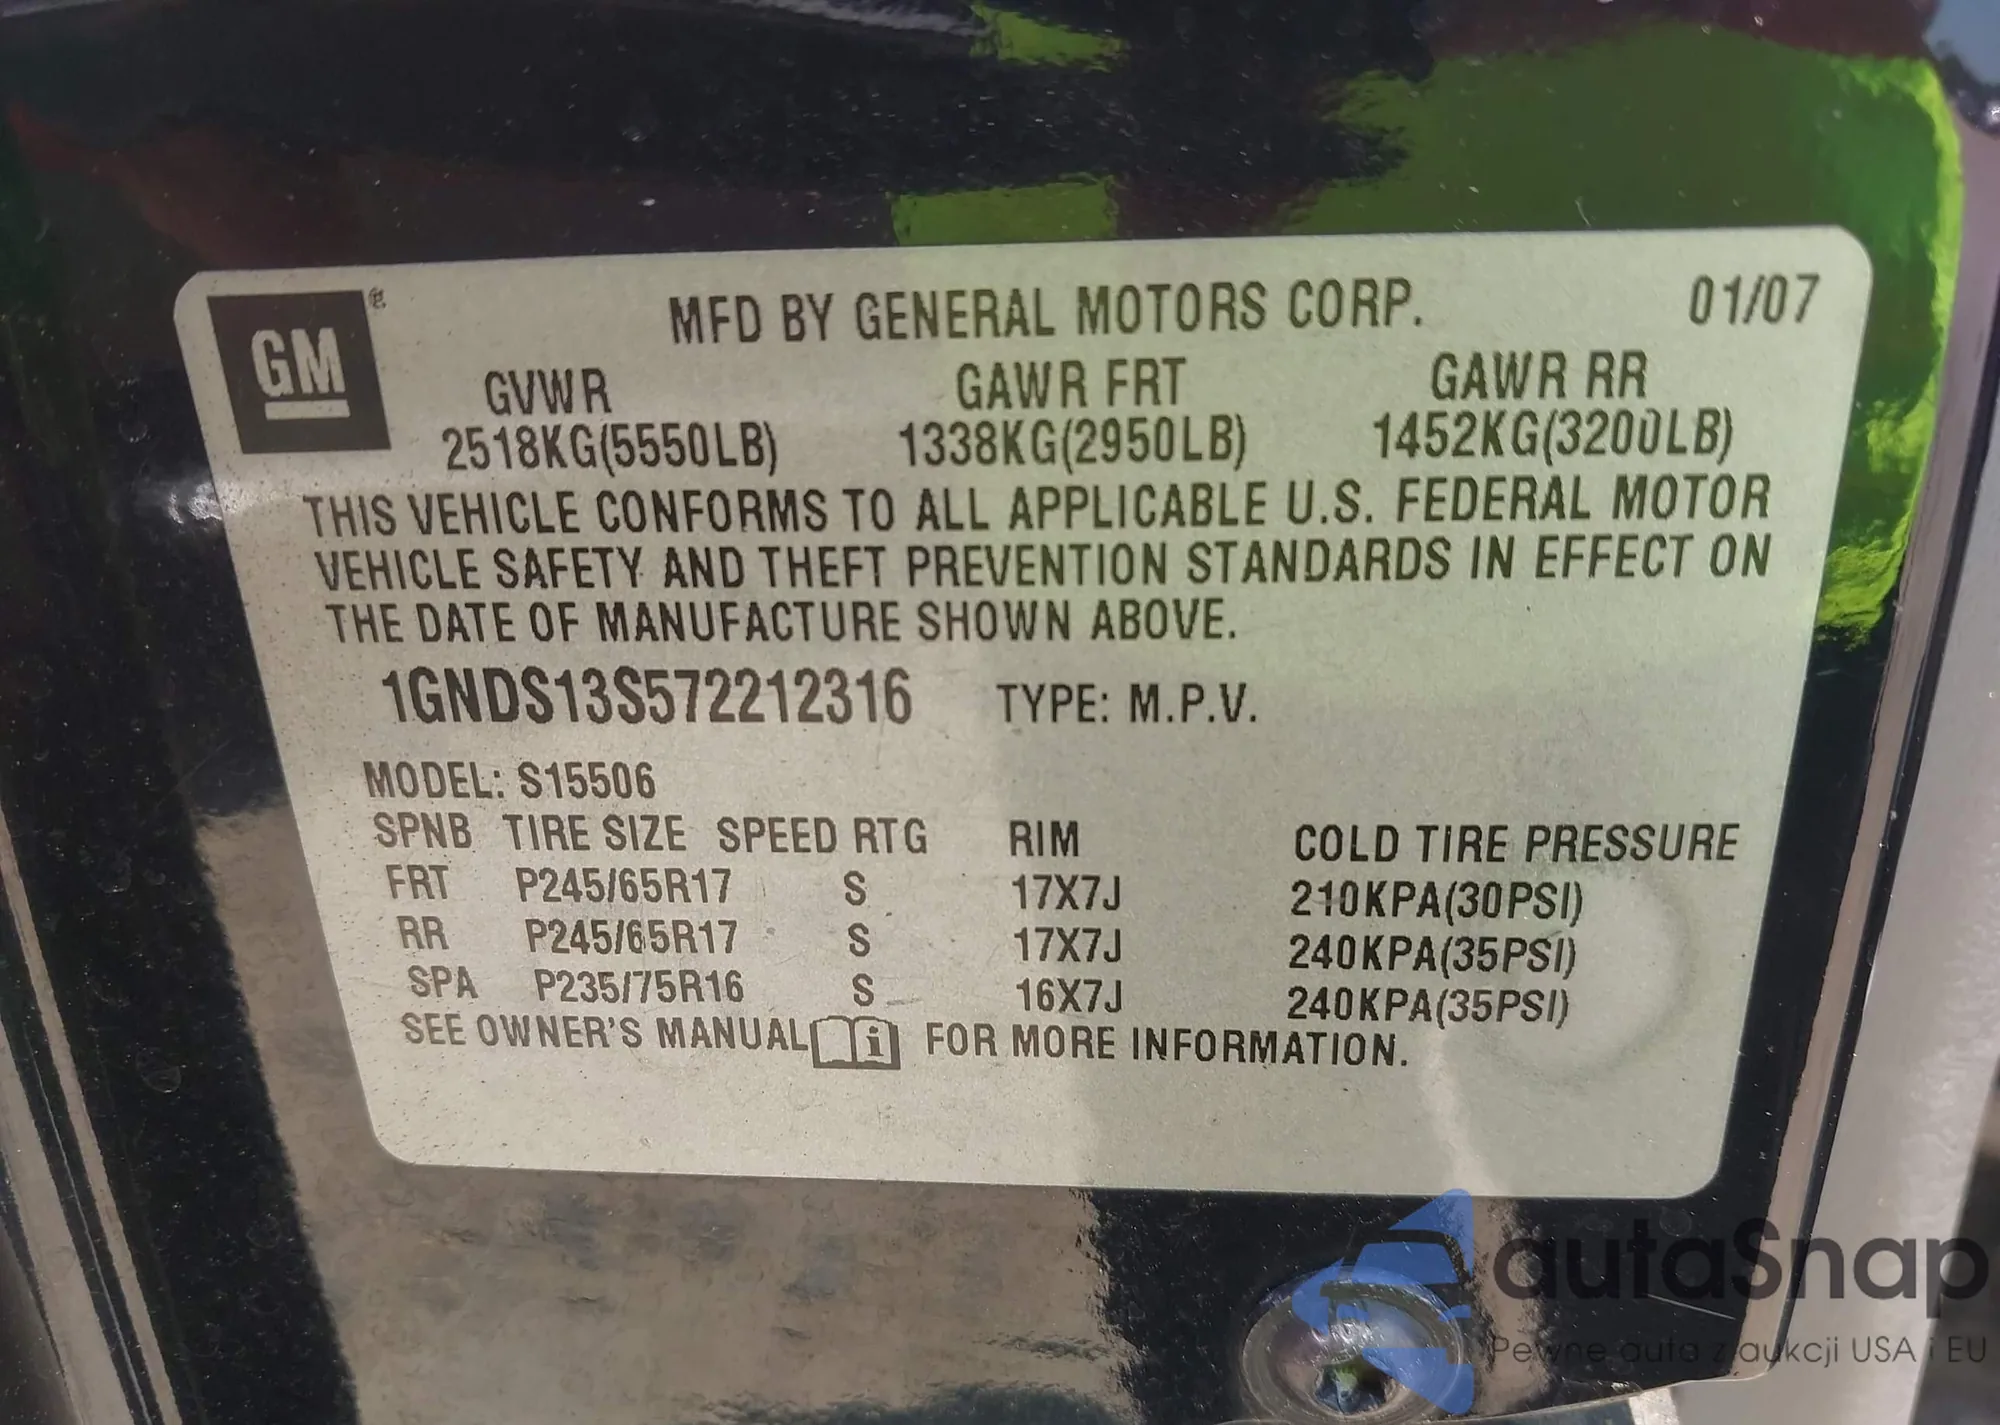 GM
MFD BY GENERAL MOTORS CORP. 01/07
GVWR GAWR FRT GAWR RR
2518KG(5550LB) 1338KG(2950LB) 1452KG(3200LB)
THIS VEHICLE CONFORMS TO ALL APPLICABLE U.S. FEDERAL MOTOR
VEHICLE SAFETY AND THEFT PREVENTION STANDARDS IN EFFECT ON
THE DATE OF MANUFACTURE SHOWN ABOVE.
1GNDS13S572212316 TYPE: M.P.V.
MODEL: S15506
SPNB TIRE SIZE SPEED RTG RIM COLD TIRE PRESSURE
FRT P245/65R17 S 17X7J 210KPA(30PSI)
RR P245/65R17 S 17X7J 240KPA(35PSI)
SPA P235/75R16 S 16X7J 240KPA(35PSI)
SEE OWNER'S MANUAL i FOR MORE INFORMATION.
autaSnap
Pewne auta z aukcji USA i EU